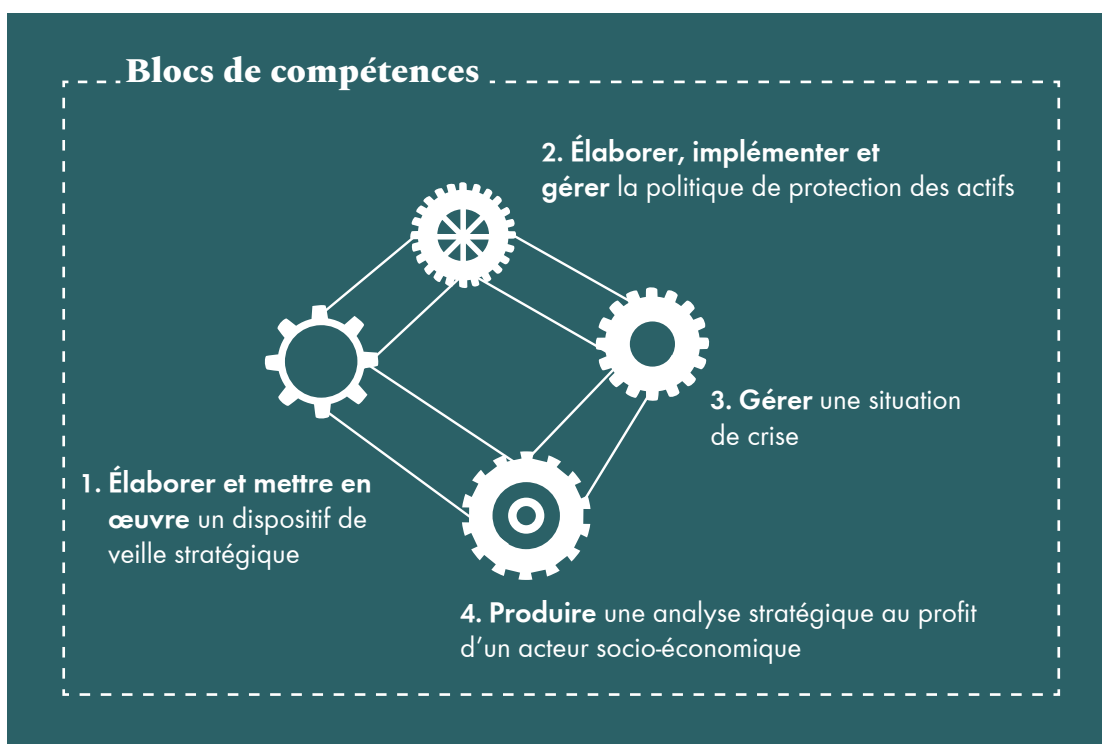 Blocs de compétences
2. Élaborer, implémenter et
gérer la politique de protection des actifs
3. Gérer une situation
de crise
1. Élaborer et mettre en
œuvre un dispositif de
veille stratégique
4. Produire une analyse stratégique au profit
d’un acteur socio-économique